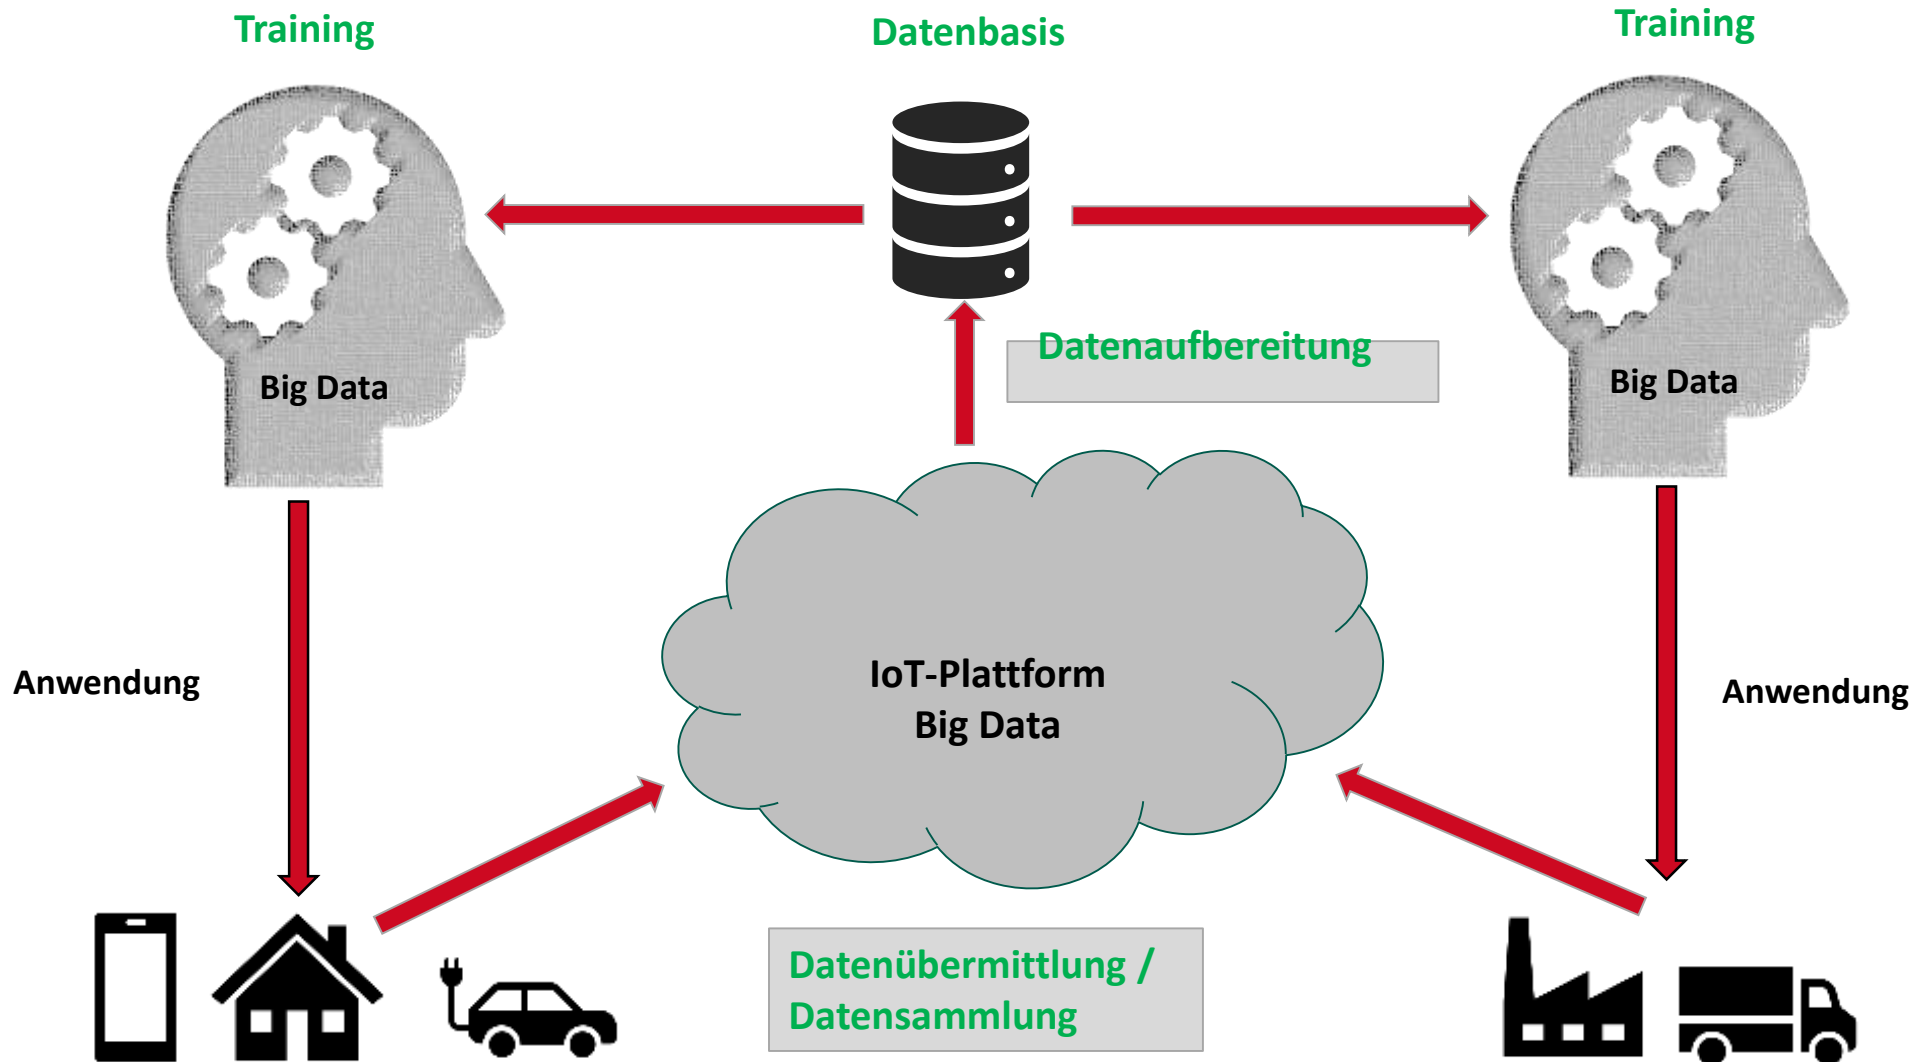 Training
Datenbasis
Training
Datenaufbereitung
Big Data
Big Data
IoT-Plattform
Big Data
Anwendung
Anwendung
Datenübermittlung /
Datensammlung